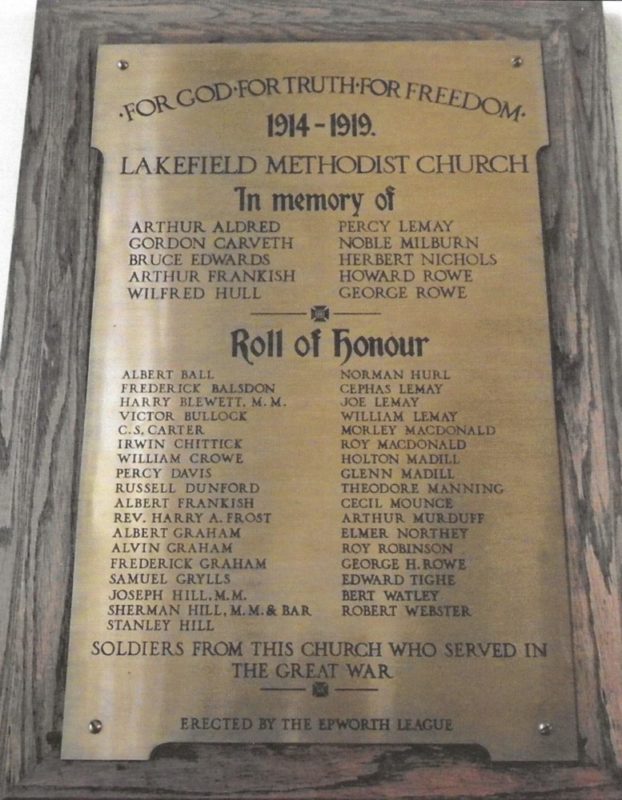 ·FOR GOD·FOR TRUTH·FOR FREEDOM·
1914-1919.
LAKEFIELD METHODIST CHURCH
In memory of
ARTHUR ALDRED
GORDON CARVETH
BRUCE EDWARDS
ARTHUR FRANKISH
WILFRED HULL
PERCY LEMAY
NOBLE MILBURN
HERBERT NICHOLS
HOWARD ROWE
GEORGE ROWE
Roll of Honour
ALBERT BALL
FREDERICK BALSDON
HARRY BLEWETT, M.M.
VICTOR BULLOCK
C.S. CARTER
IRWIN CHITTICK
WILLIAM CROWE
PERCY DAVIS
RUSSELL DUNFORD
ALBERT FRANKISH
REV. HARRY A. FROST
ALBERT GRAHAM
ALVIN GRAHAM
FREDERICK GRAHAM
SAMUEL GRYLLS
JOSEPH HILL, M.M.
SHERMAN HILL, M.M. & BAR
STANLEY HILL
NORMAN HURL
CEPHAS LEMAY
JOE LEMAY
WILLIAM LEMAY
MORLEY MACDONALD
ROY MACDONALD
HOLTON MADILL
GLENN MADILL
THEODORE MANNING
CECIL MOUNCE
ARTHUR MURDUFF
ELMER NORTHEY
ROY ROBINSON
GEORGE H. ROWE
EDWARD TIGHE
BERT WATLEY
ROBERT WEBSTER
SOLDIERS FROM THIS CHURCH WHO SERVED IN
THE GREAT WAR
ERECTED BY THE EPWORTH LEAGUE